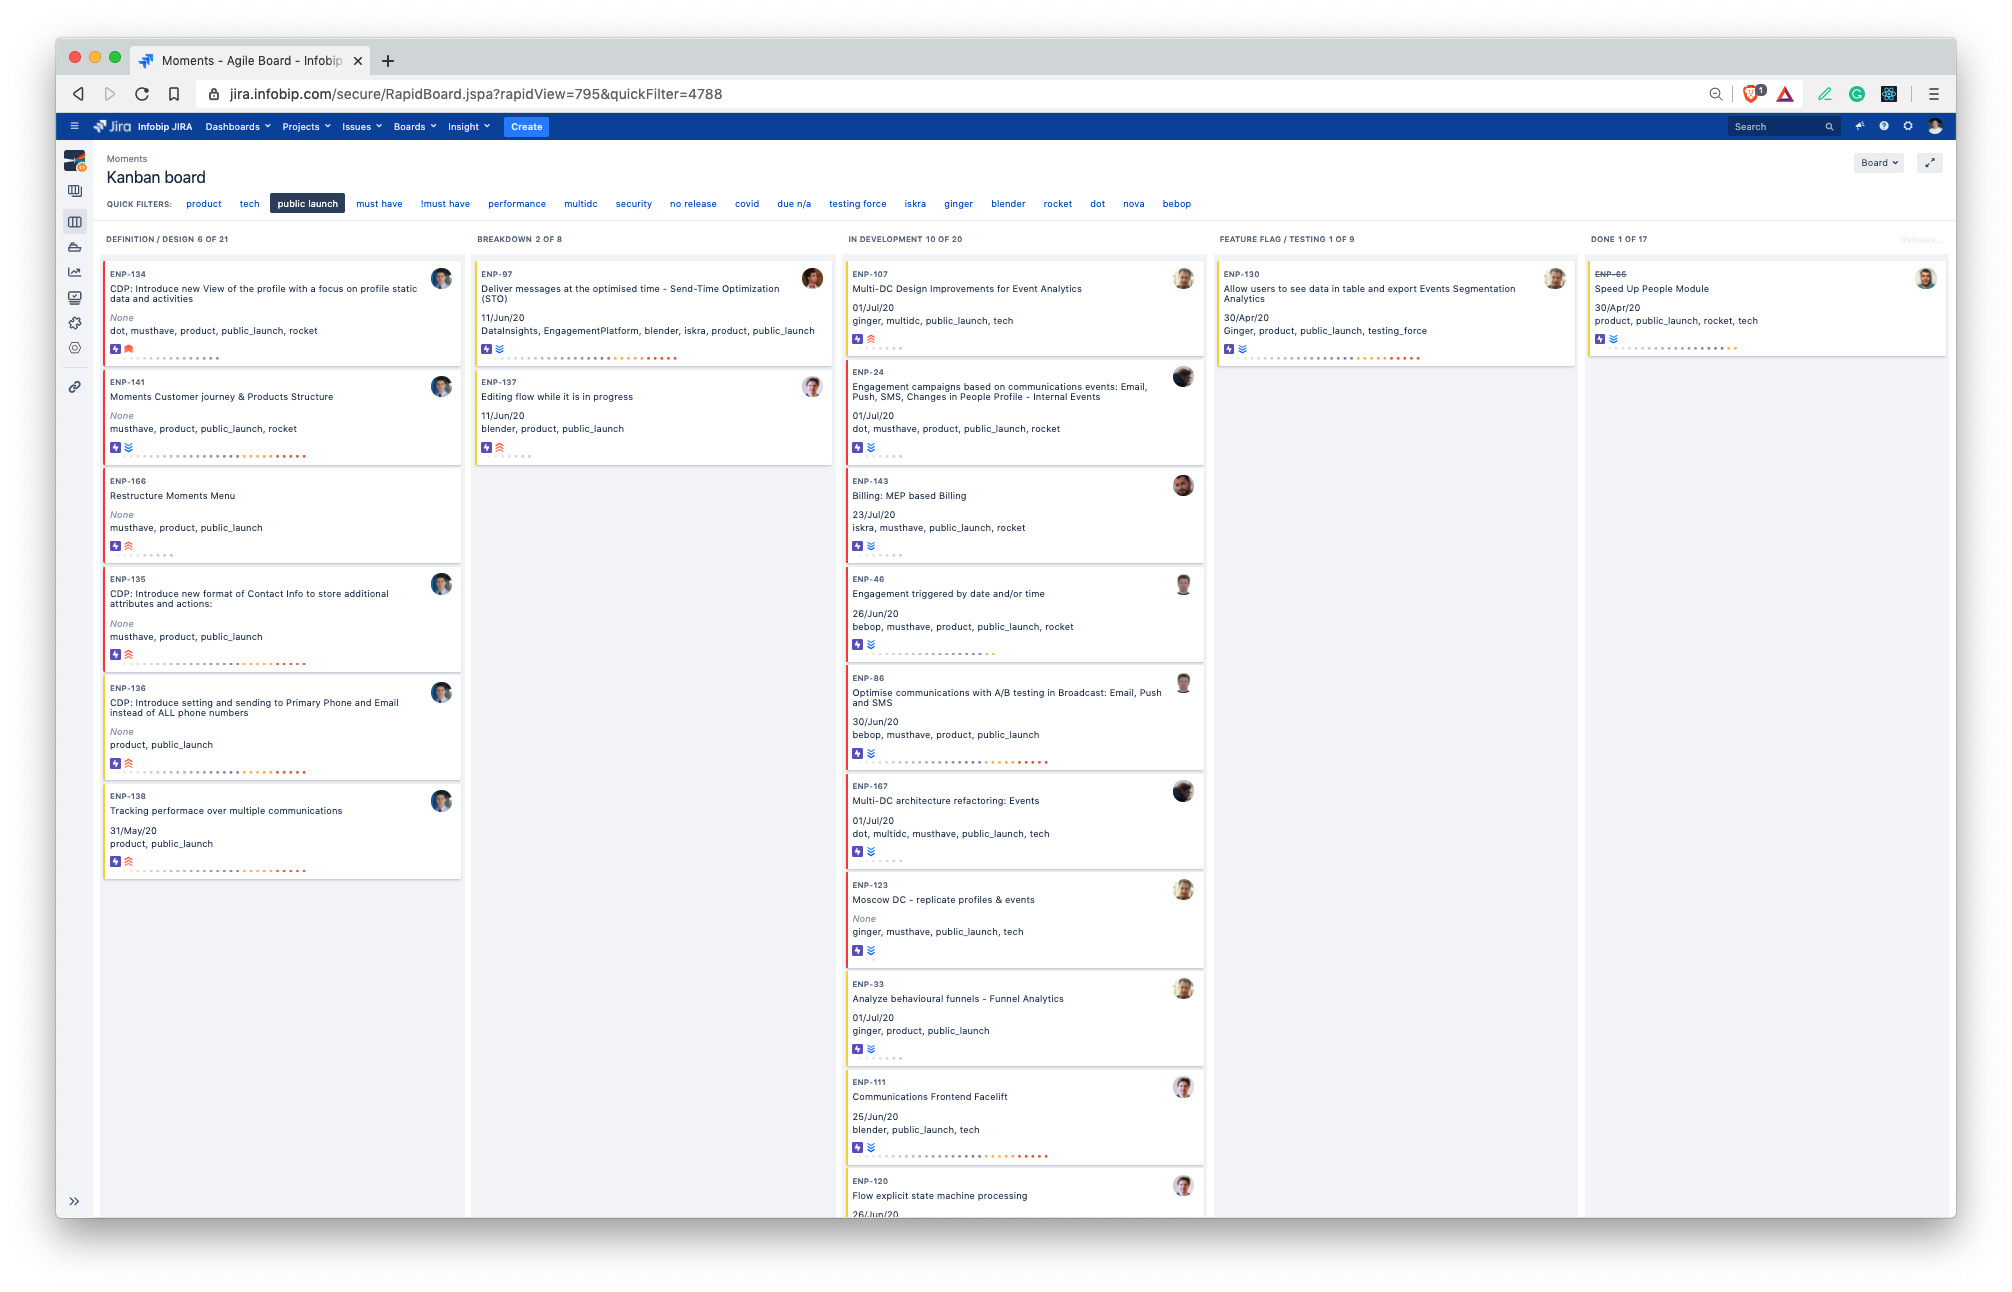 Moments - Agile Board - Infobip
jira.infobip.com/secure/RapidBoard.jspa?rapidView=795&quickFilter=4788
1
Jira Infobip JIRA Dashboards Projects Issues Boards Insight Create Search
Moments
Kanban board
Board
QUICK FILTERS: product tech public launch must have !must have performance multidc security no release covid due n/a testing force iskra ginger blender rocket dot nova bebop
DEFINITION / DESIGN 6 OF 21
ENP-134
CDP: Introduce new View of the profile with a focus on profile static
data and activities
None
dot, musthave, product, public_launch, rocket
ENP-141
Moments Customer journey & Products Structure
None
musthave, product, public_launch, rocket
ENP-166
Restructure Moments Menu
None
musthave, product, public_launch
ENP-135
CDP: Introduce new format of Contact Info to store additional
attributes and actions:
None
musthave, product, public_launch
ENP-136
CDP: Introduce setting and sending to Primary Phone and Email
instead of ALL phone numbers
None
product, public_launch
ENP-138
Tracking performace over multiple communications
31/May/20
product, public_launch
BREAKDOWN 2 OF 8
ENP-97
Deliver messages at the optimised time - Send-Time Optimization
(STO)
11/Jun/20
DataInsights, EngagementPlatform, blender, iskra, product, public_launch
ENP-137
Editing flow while it is in progress
11/Jun/20
blender, product, public_launch
IN DEVELOPMENT 10 OF 20
ENP-107
Multi-DC Design Improvements for Event Analytics
01/Jul/20
ginger, multidc, public_launch, tech
ENP-24
Engagement campaigns based on communications events: Email,
Push, SMS, Changes in People Profile - Internal Events
01/Jul/20
dot, musthave, product, public_launch, rocket
ENP-143
Billing: MEP based Billing
23/Jul/20
iskra, musthave, public_launch, rocket
ENP-46
Engagement triggered by date and/or time
26/Jun/20
bebop, musthave, product, public_launch, rocket
ENP-86
Optimise communications with A/B testing in Broadcast: Email, Push
and SMS
30/Jun/20
bebop, musthave, product, public_launch
ENP-167
Multi-DC architecture refactoring: Events
01/Jul/20
dot, multidc, musthave, public_launch, tech
ENP-123
Moscow DC - replicate profiles & events
None
ginger, musthave, public_launch, tech
ENP-33
Analyze behavioural funnels - Funnel Analytics
01/Jul/20
ginger, product, public_launch
ENP-111
Communications Frontend Facelift
25/Jun/20
blender, public_launch, tech
ENP-120
Flow explicit state machine processing
26/Jun/20
FEATURE FLAG / TESTING 1 OF 9
ENP-130
Allow users to see data in table and export Events Segmentation
Analytics
30/Apr/20
Ginger, product, public_launch, testing_force
DONE 1 OF 17
Release...
ENP-65
Speed Up People Module
30/Apr/20
product, public_launch, rocket, tech